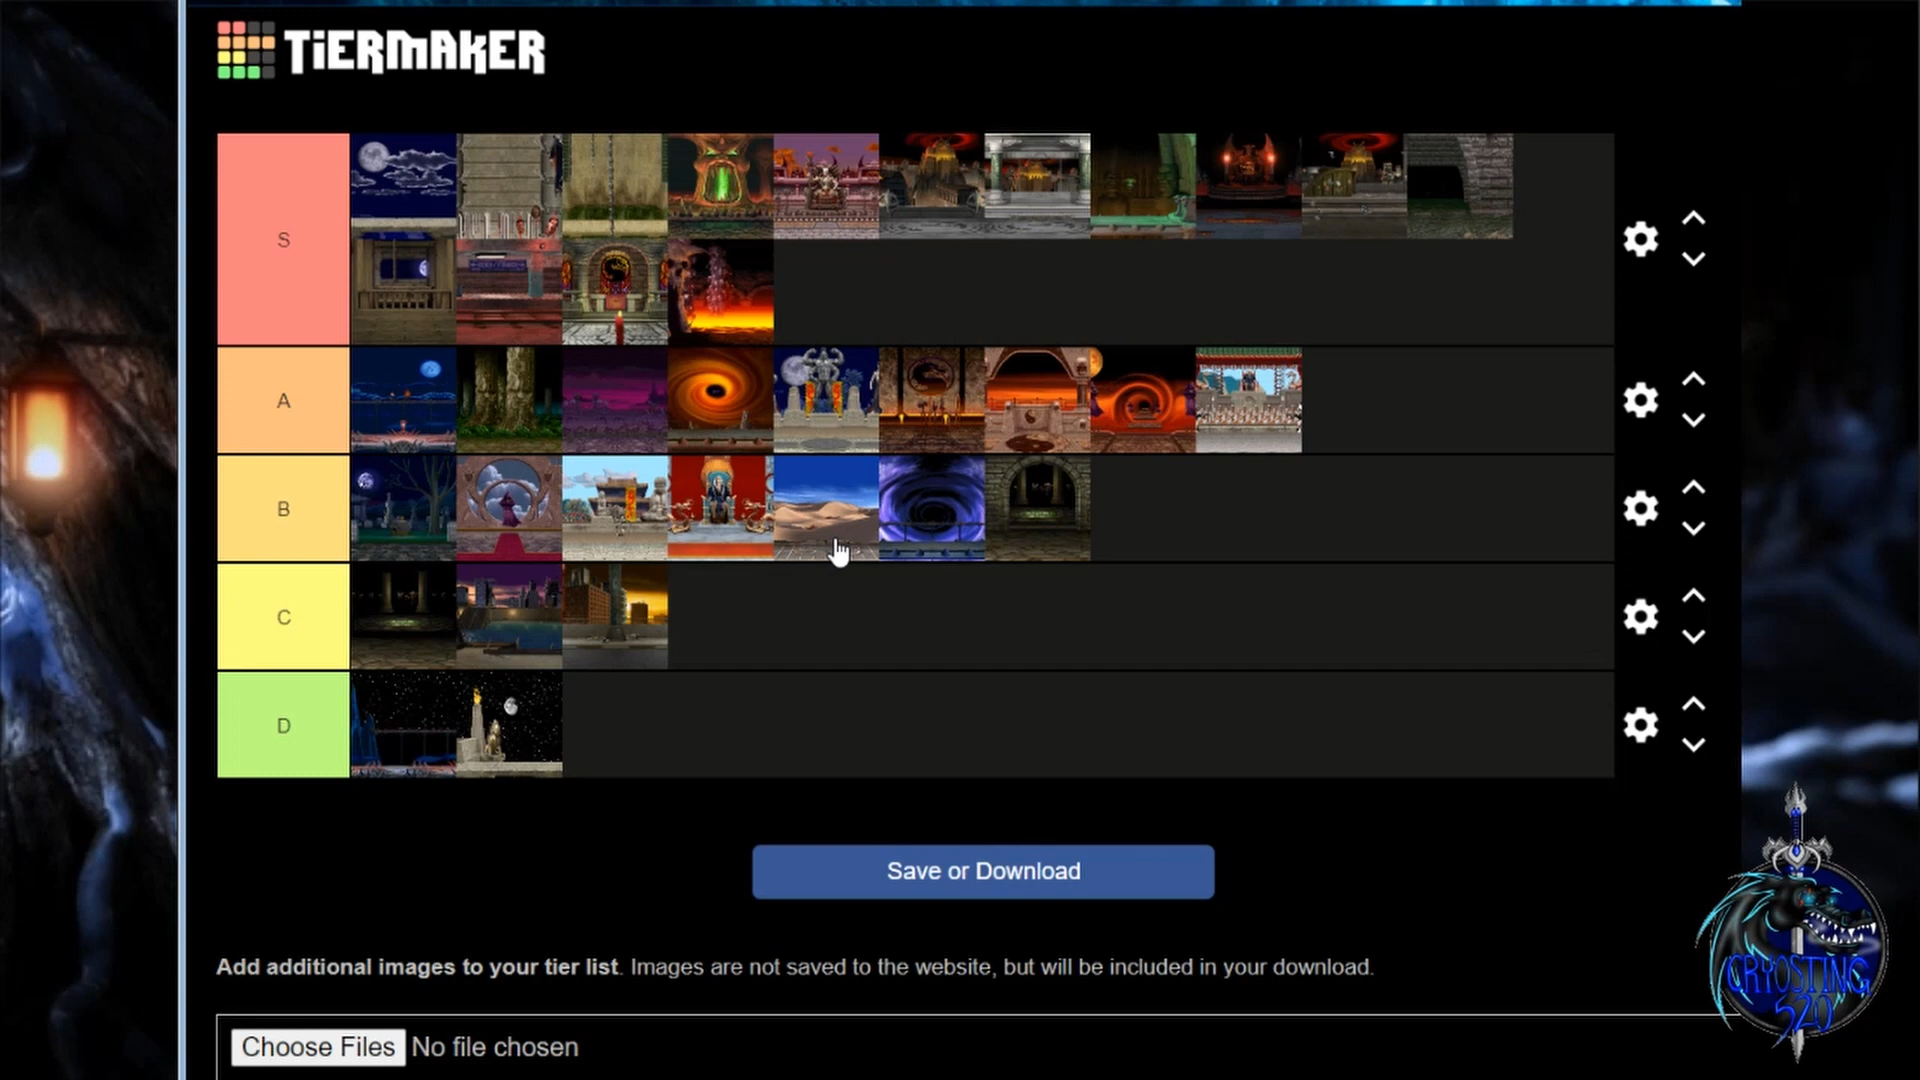 TiERMAKER
S
A
B
C
D
Save or Download
Add additional images to your tier list. Images are not saved to the website, but will be included in your download.
Choose Files No file chosen
CRYOSTING
520